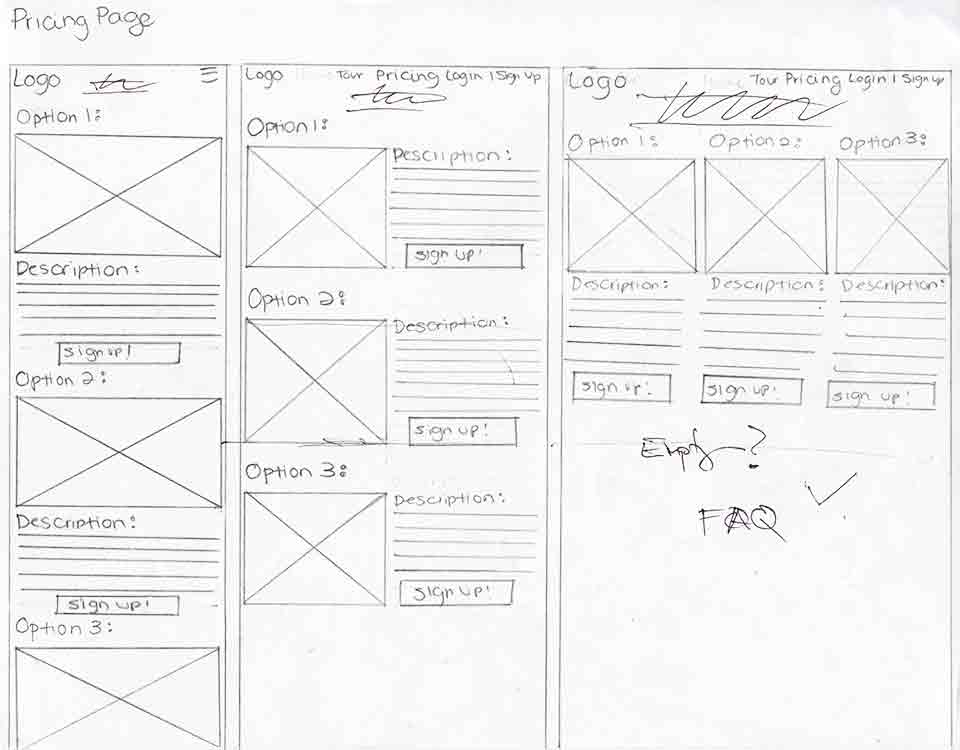 Pricing Page
Logo
Option 1:
Description:
sign up!
Option 2:
Description:
sign up!
Option 3:
Logo Tour Pricing Login | Sign Up
Option 1:
Description:
sign up!
Option 2:
Description:
sign up!
Option 3:
Description:
sign up!
Logo Tour Pricing Login | Sign up
Option 1: Option 2: Option 3:
Description: Description: Description:
sign up! sign up! sign up!
Empty?
FAQ